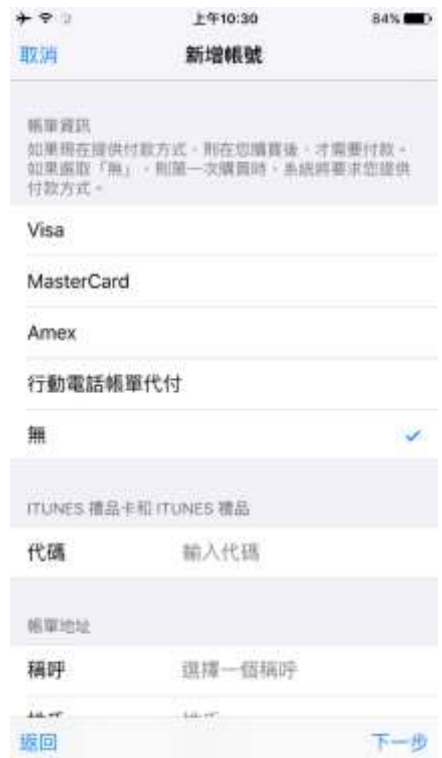 上午10:30 84%
取消 新增帳號
帳單資訊
如果現在提供付款方式，則在您購買後，才需要付款。
如果選取「無」，則第一次購買時，系統將要求您提供
付款方式。
Visa
MasterCard
Amex
行動電話帳單代付
無
ITUNES 禮品卡和 ITUNES 禮品
代碼 輸入代碼
帳單地址
稱呼 選擇一個稱呼
返回 下一步